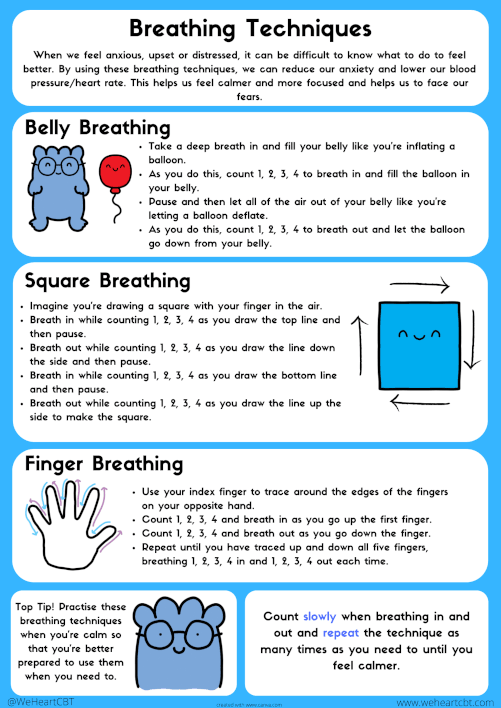 Breathing Techniques
When we feel anxious, upset or distressed, it can be difficult to know what to do to feel
better. By using these breathing techniques, we can reduce our anxiety and lower our blood
pressure/heart rate. This helps us feel calmer and more focused and helps us to face our
fears.
Belly Breathing
• Take a deep breath in and fill your belly like you're inflating a
balloon.
• As you do this, count 1, 2, 3, 4 to breath in and fill the balloon in
your belly.
• Pause and then let all of the air out of your belly like you're
letting a balloon deflate.
• As you do this, count 1, 2, 3, 4 to breath out and let the balloon
go down from your belly.
Square Breathing
• Imagine you're drawing a square with your finger in the air.
• Breath in while counting 1, 2, 3, 4 as you draw the top line and
then pause.
• Breath out while counting 1, 2, 3, 4 as you draw the line down
the side and then pause.
• Breath in while counting 1, 2, 3, 4 as you draw the bottom line
and then pause.
• Breath out while counting 1, 2, 3, 4 as you draw the line up the
side to make the square.
Finger Breathing
• Use your index finger to trace around the edges of the fingers
on your opposite hand.
• Count 1, 2, 3, 4 and breath in as you go up the first finger.
• Count 1, 2, 3, 4 and breath out as you go down the finger.
• Repeat until you have traced up and down all five fingers,
breathing 1, 2, 3, 4 in and 1, 2, 3, 4 out each time.
Top Tip! Practise these
breathing techniques
when you're calm so
that you're better
prepared to use them
when you need to.
Count slowly when breathing in and
out and repeat the technique as
many times as you need to until you
feel calmer.
@WeHeartCBT
created with www.canva.com
www.weheartcbt.com